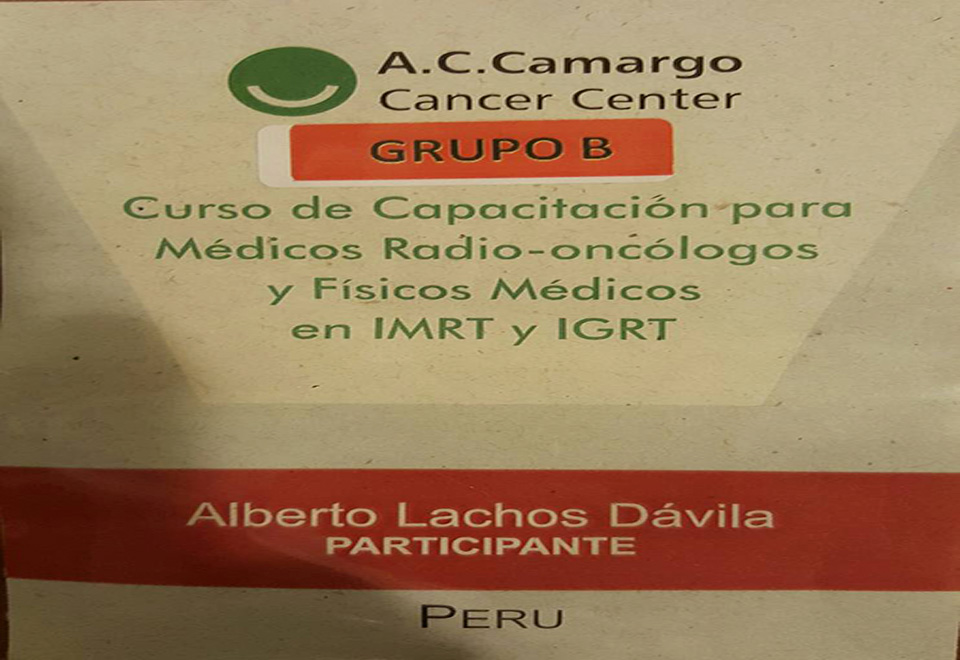 A.C.Camargo
Cancer Center
GRUPO B
Curso de Capacitación para
Médicos Radio-oncólogos
y Físicos Médicos
en IMRT y IGRT
Alberto Lachos Dávila
PARTICIPANTE
PERU